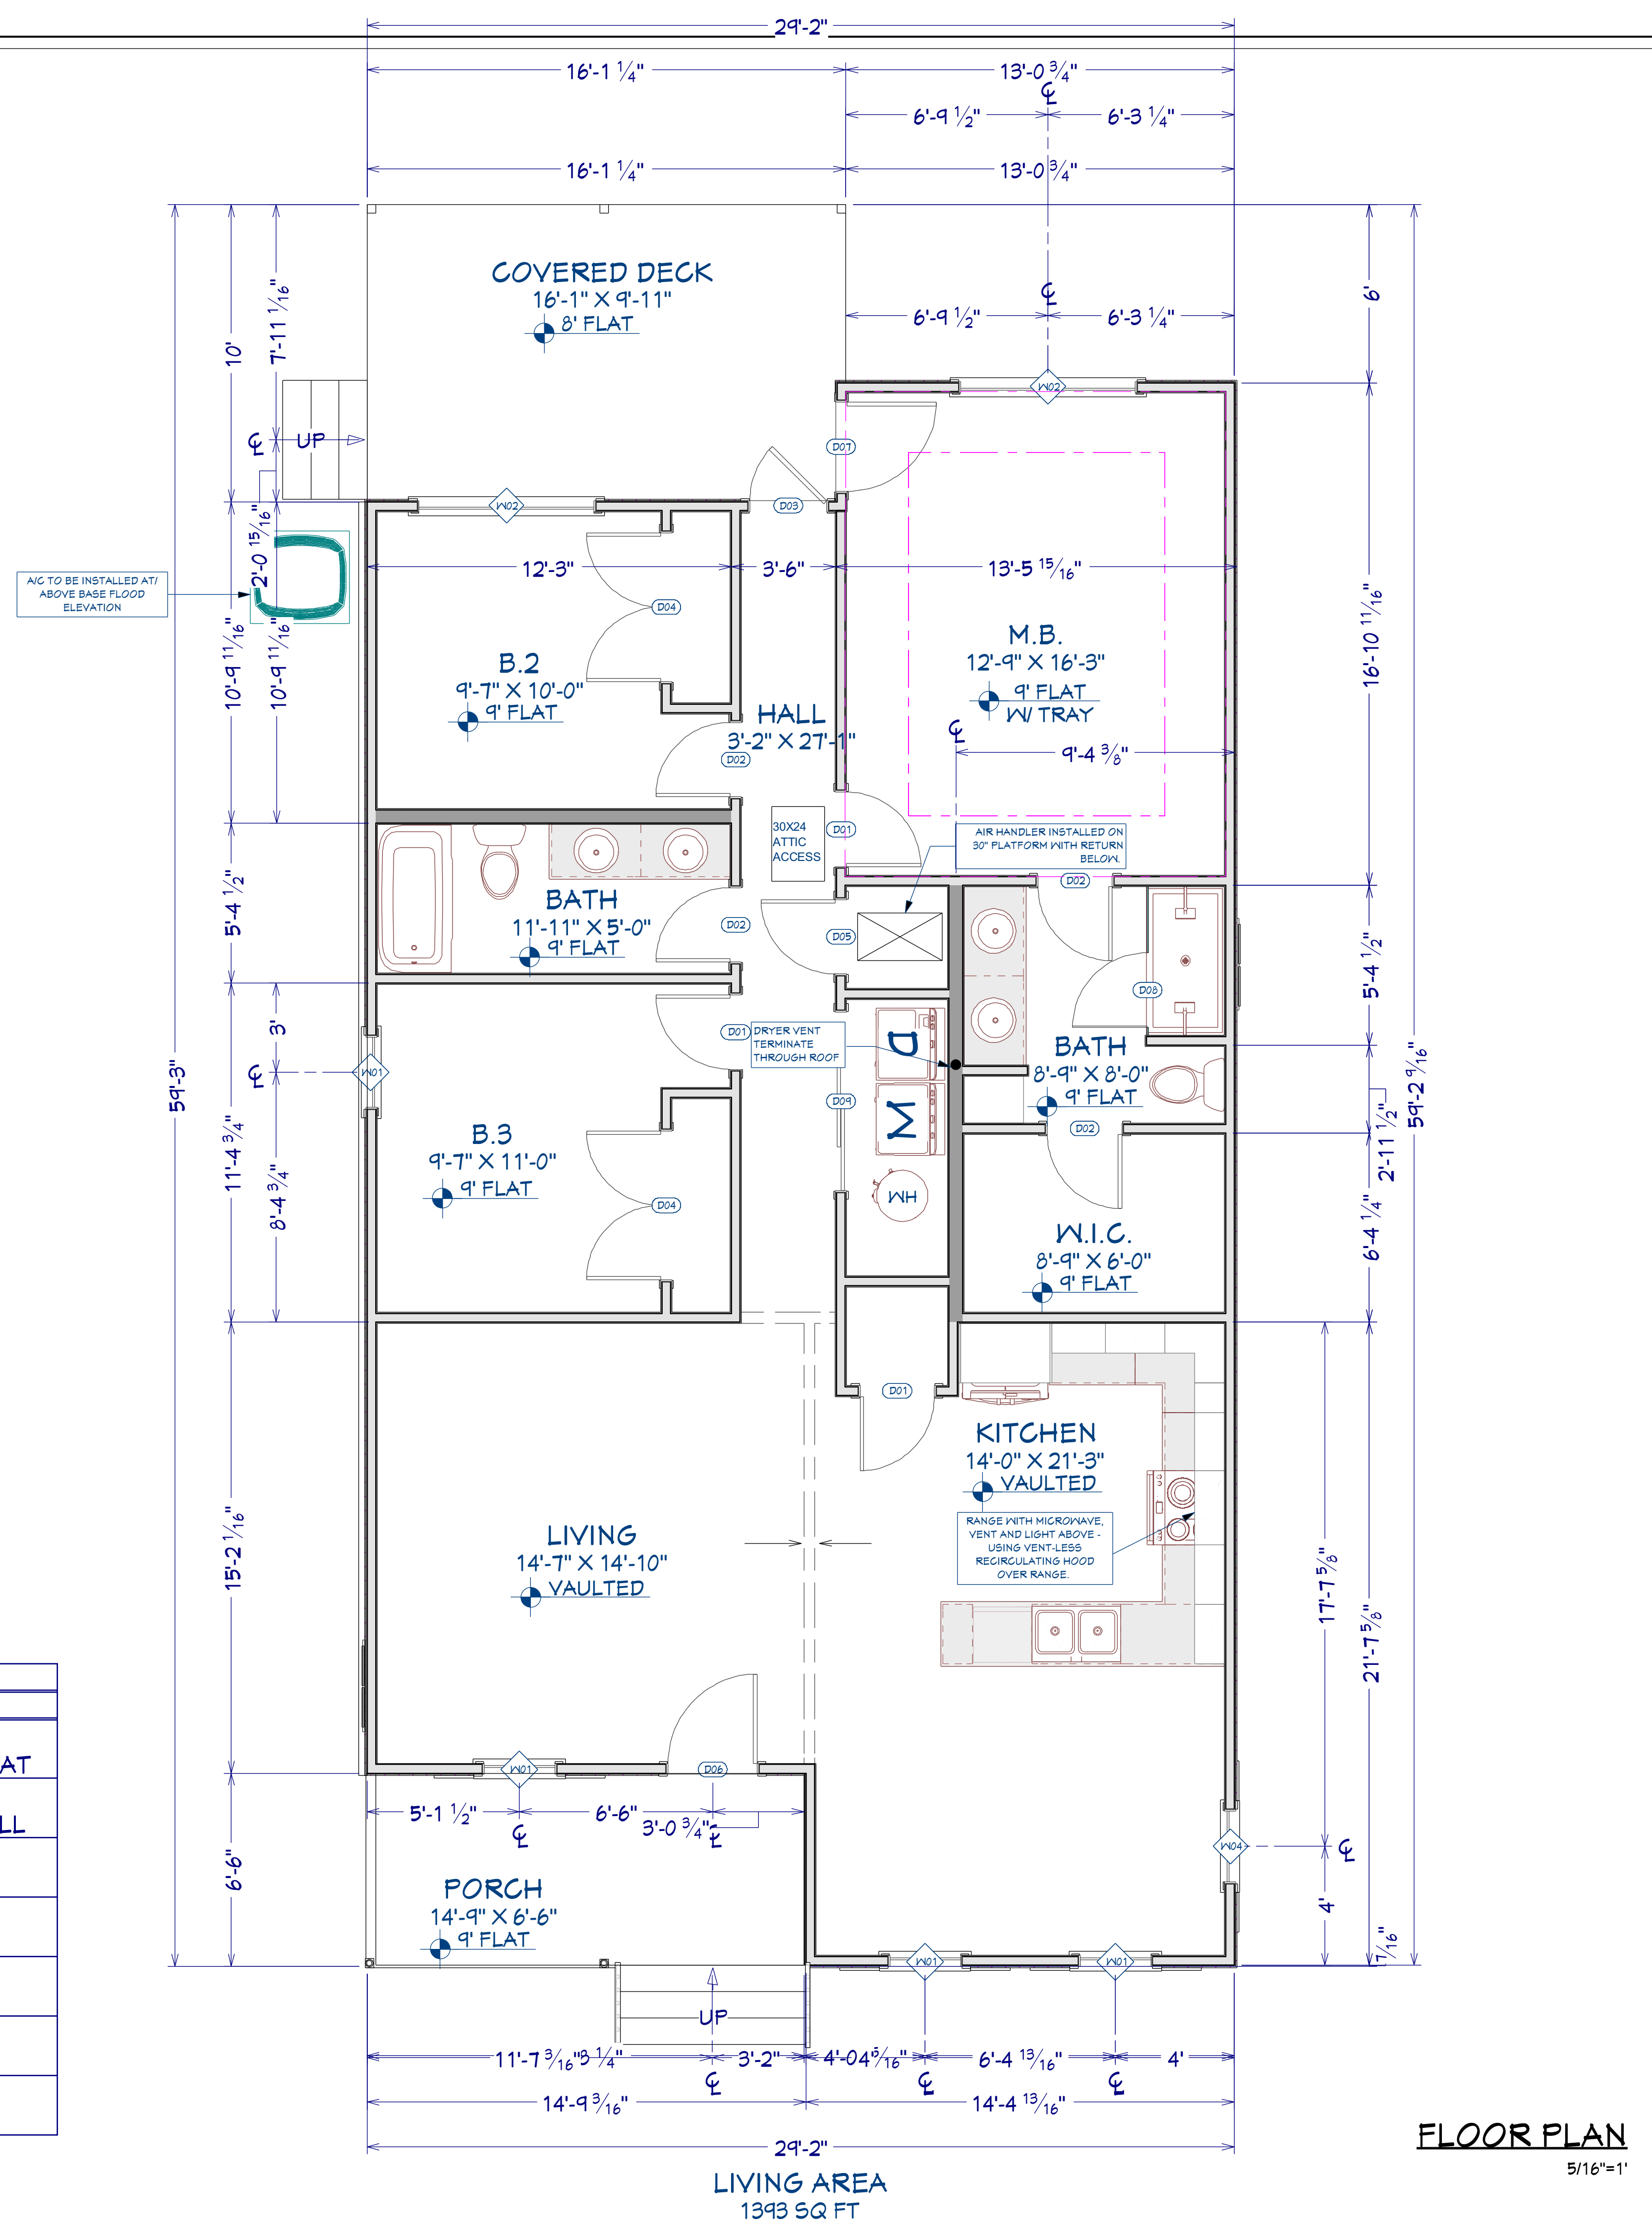 29'-2"
16'-1 1/4"
13'-0 3/4"
6'-9 1/2"
6'-3 1/4"
16'-1 1/4"
13'-0 3/4"
COVERED DECK
16'-1" X 9'-11"
8' FLAT
6'-9 1/2"
6'-3 1/4"
6'
10'
7'-11 1/16"
UP
W02
D07
W02
D03
2'-0 15/16"
A/C TO BE INSTALLED AT/
ABOVE BASE FLOOD
ELEVATION
12'-3"
3'-6"
13'-5 15/16"
D04
10'-9 11/16"
10'-9 11/16"
16'-10 11/16"
B.2
9'-7" X 10'-0"
9' FLAT
M.B.
12'-9" X 16'-3"
9' FLAT
W/ TRAY
HALL
3'-2" X 27'-1"
D02
9'-4 3/8"
30X24
ATTIC
ACCESS
D01
AIR HANDLER INSTALLED ON
30" PLATFORM WITH RETURN
BELOW.
D02
5'-4 1/2"
BATH
11'-11" X 5'-0"
9' FLAT
D02
D05
5'-4 1/2"
D08
3'
D01
DRYER VENT
TERMINATE
THROUGH ROOF
D
BATH
8'-9" X 8'-0"
9' FLAT
W01
59'-3"
59'-2 9/16"
D09
W
D02
2'-11 1/2"
11'-4 3/4"
8'-4 3/4"
B.3
9'-7" X 11'-0"
9' FLAT
D04
WH
W.I.C.
8'-9" X 6'-0"
9' FLAT
6'-4 1/4"
D01
KITCHEN
14'-0" X 21'-3"
VAULTED
RANGE WITH MICROWAVE,
VENT AND LIGHT ABOVE -
USING VENT-LESS
RECIRCULATING HOOD
OVER RANGE.
15'-2 1/16"
LIVING
14'-7" X 14'-10"
VAULTED
17'-7 5/8"
21'-7 5/8"
AT
LL
W01
D06
5'-1 1/2"
6'-6"
3'-0 3/4"
W04
6'-6"
PORCH
14'-9" X 6'-6"
9' FLAT
4'
W01
W01
UP
11'-7 3/16"
3'-2"
6'-4 13/16"
4'
14'-9 3/16"
14'-4 13/16"
29'-2"
LIVING AREA
1393 SQ FT
FLOOR PLAN
5/16"=1'